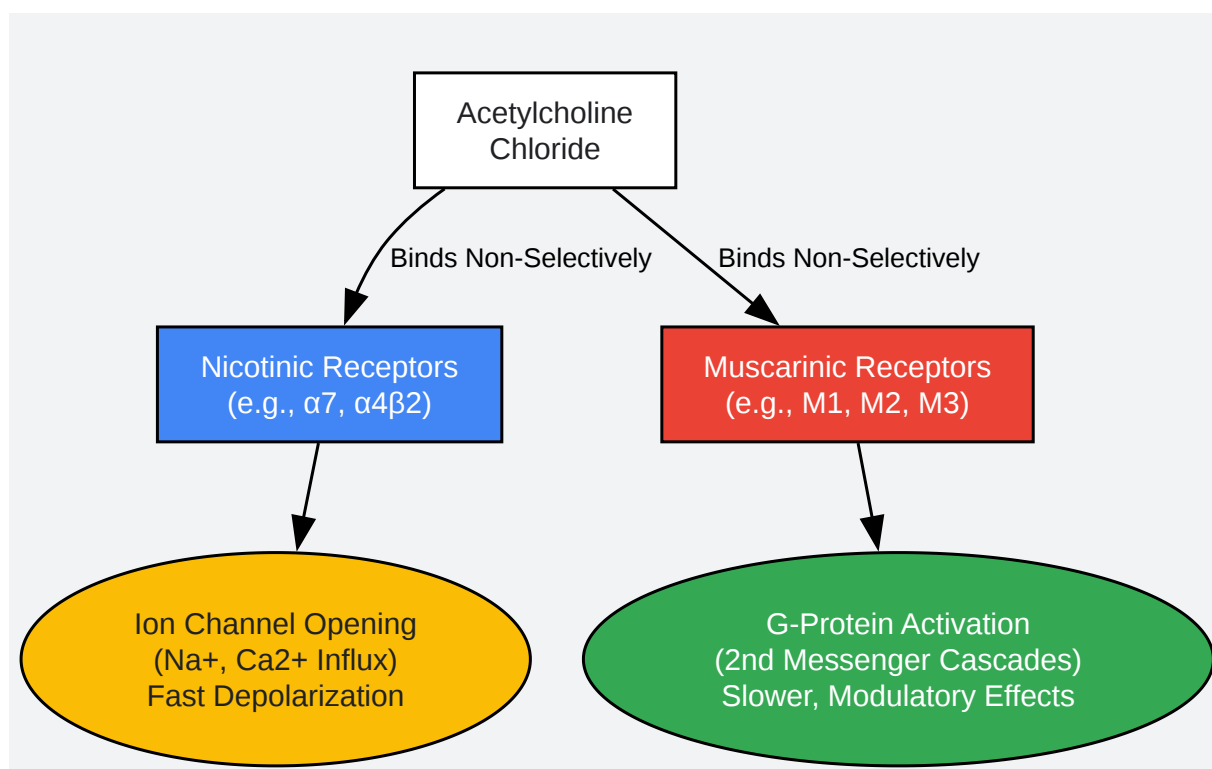 Acetylcholine
Chloride
Binds Non-Selectively
Binds Non-Selectively
Nicotinic Receptors
(e.g., α7, α4β2)
Muscarinic Receptors
(e.g., M1, M2, M3)
Ion Channel Opening
(Na+, Ca2+ Influx)
Fast Depolarization
G-Protein Activation
(2nd Messenger Cascades)
Slower, Modulatory Effects